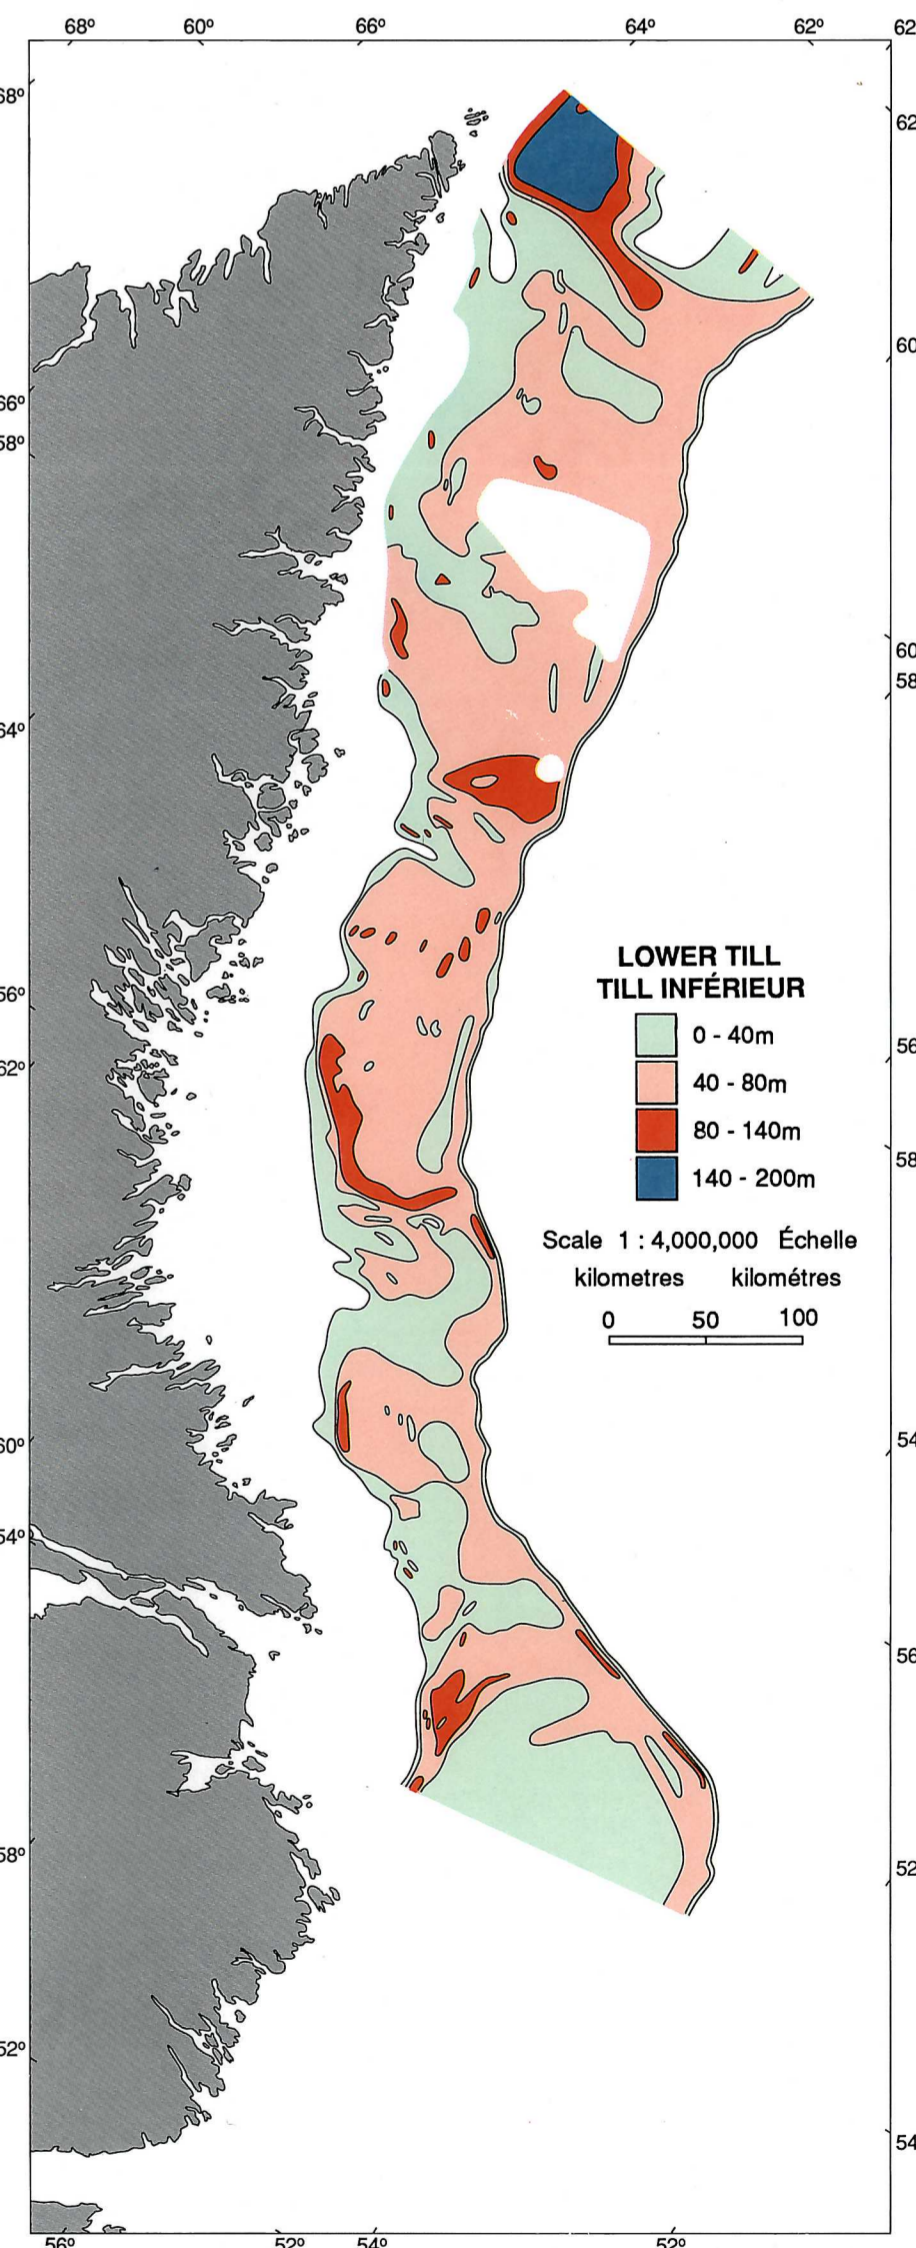 68º 60º 66º 64º 62º 62
68º
62
60
66º
58º
60
58
64º
LOWER TILL
TILL INFÉRIEUR
0 - 40m
40 - 80m
80 - 140m
140 - 200m
56º
62º
56
58
Scale 1 : 4,000,000 Échelle
kilometres kilométres
0 50 100
60º
54
54º
56
58º
52
52º
54
56º 52º 54º 52º